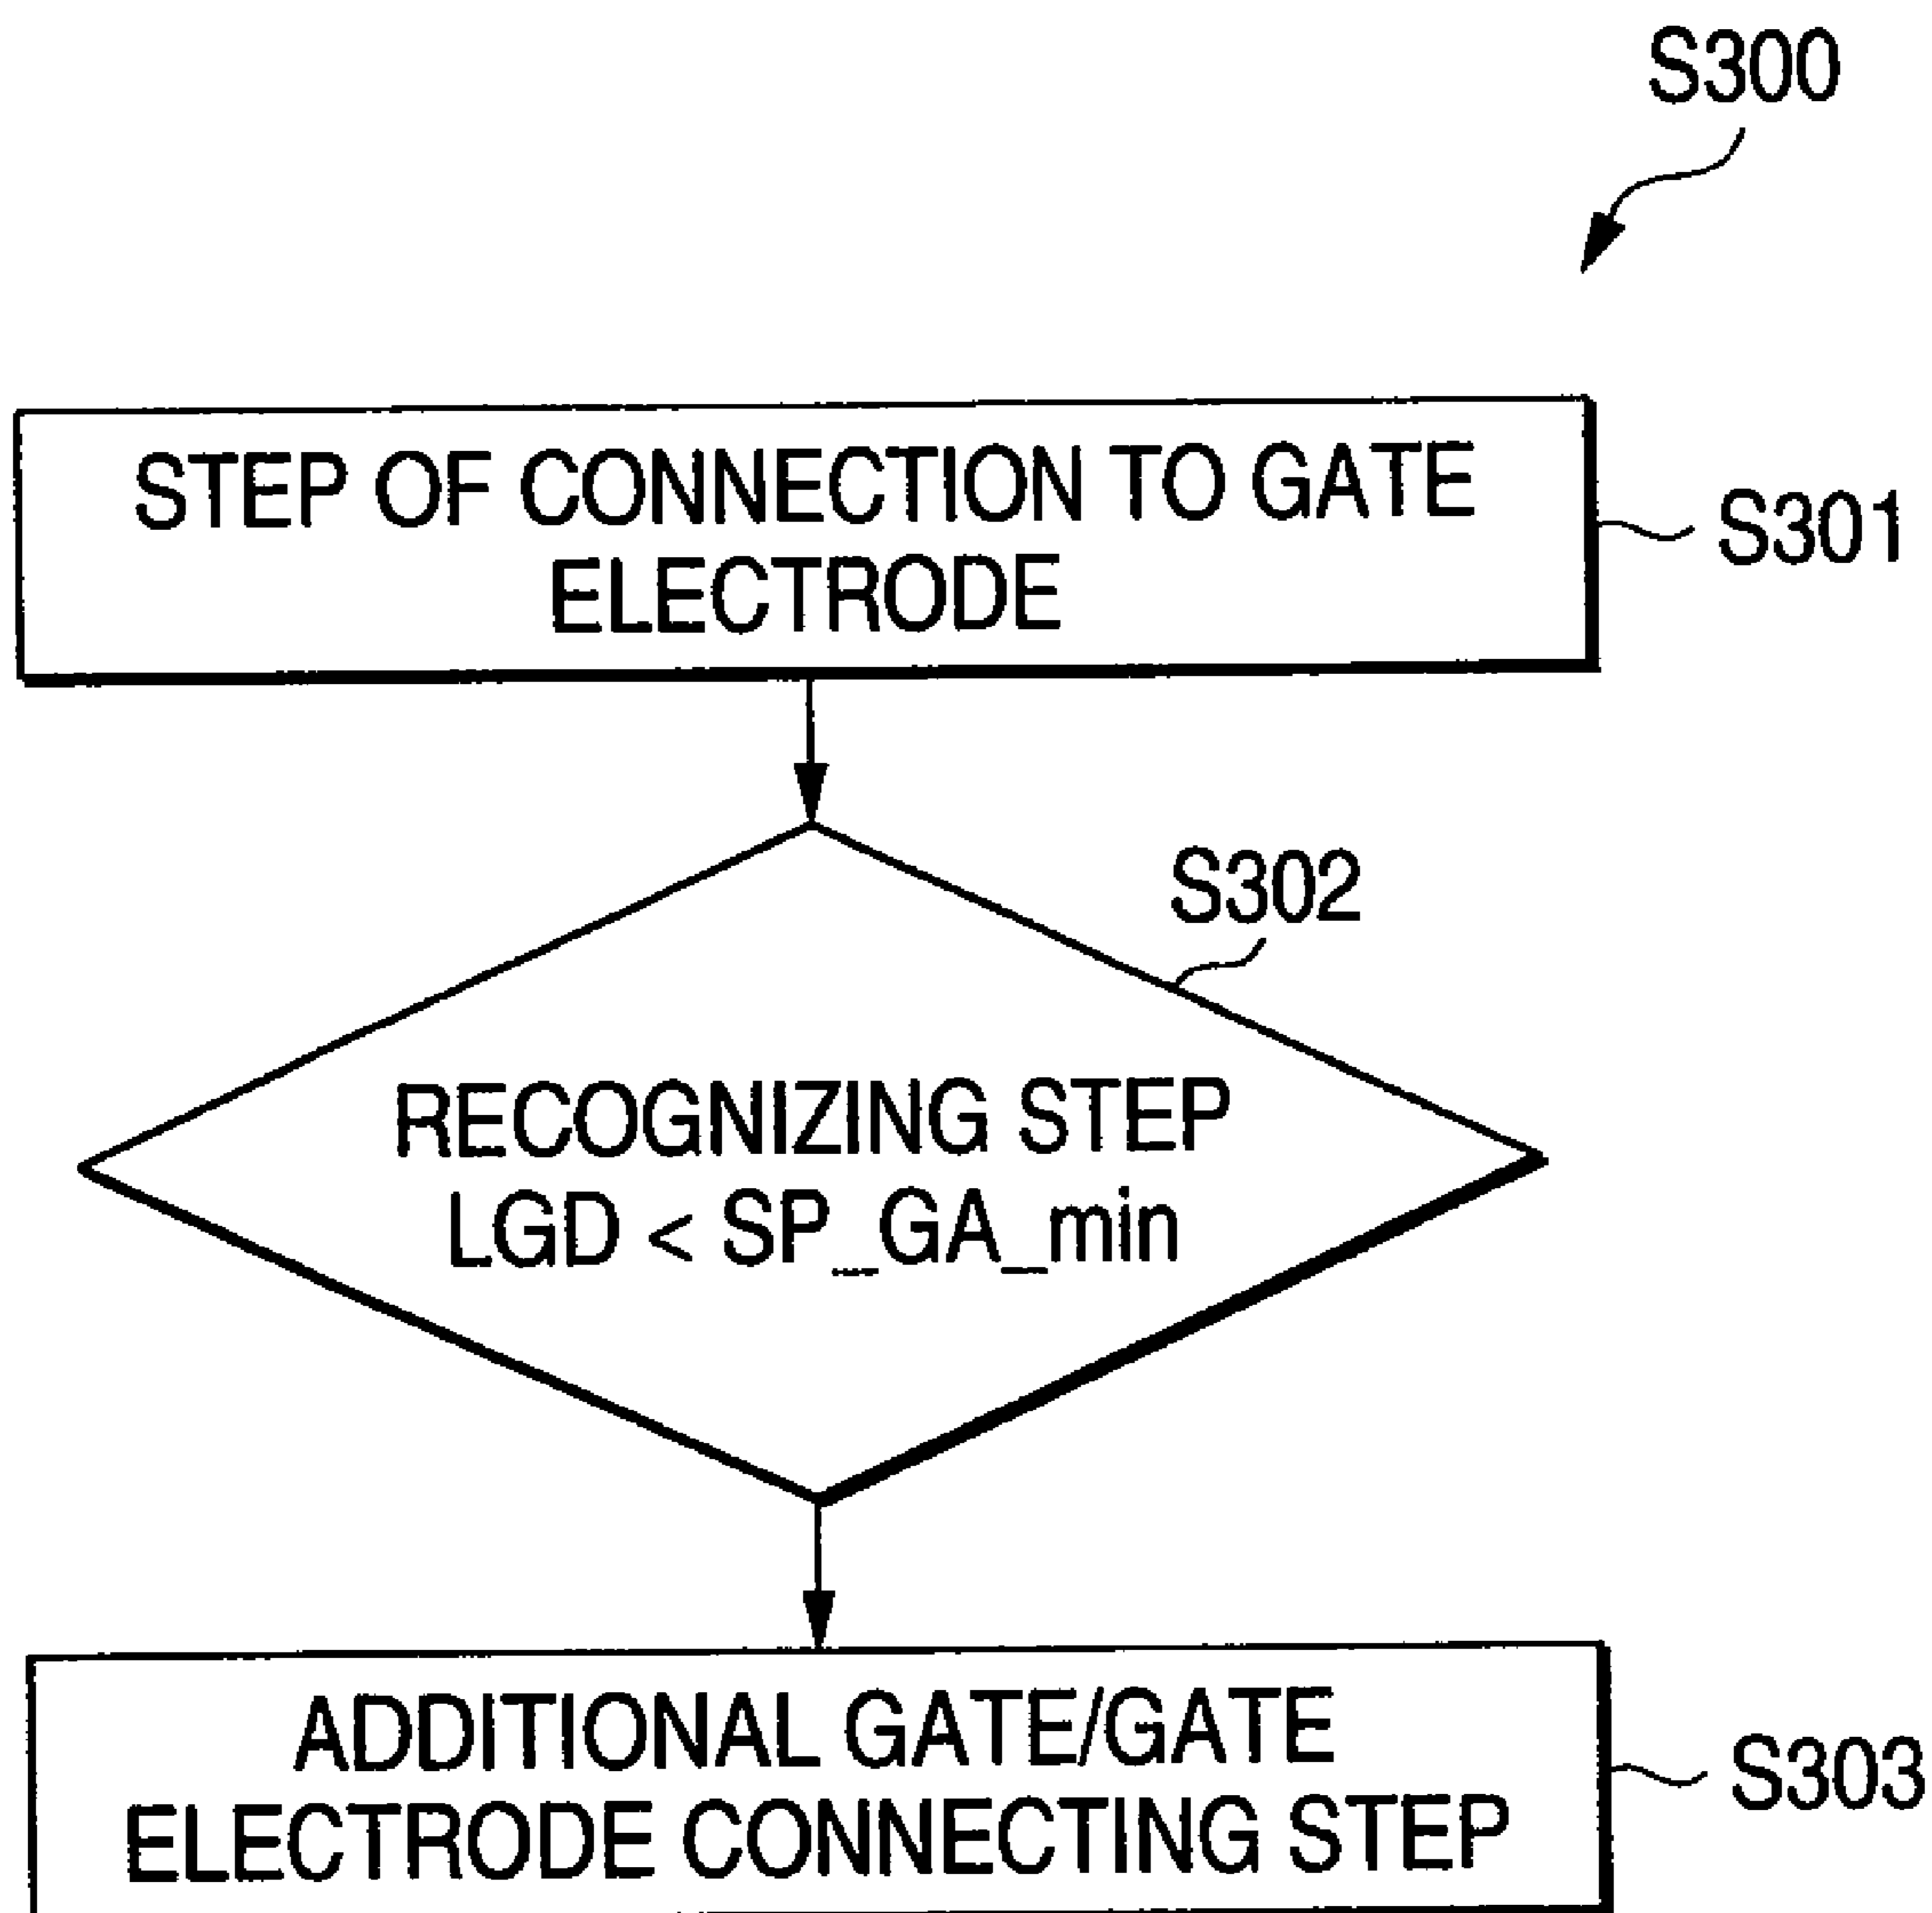 S300
STEP OF CONNECTION TO GATE
ELECTRODE
S301
S302
RECOGNIZING STEP
LGD < SP_GA_min
ADDITIONAL GATE/GATE
ELECTRODE CONNECTING STEP
S303